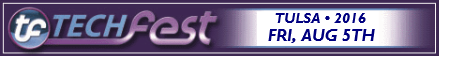 tf TECHfest
TULSA • 2016
FRI, AUG 5TH